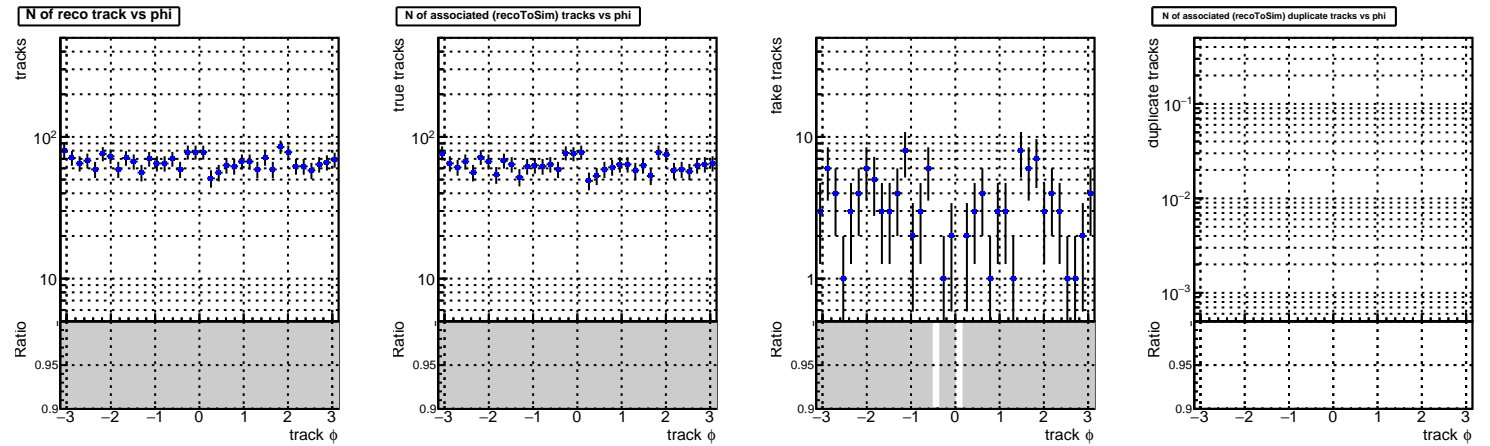 N of reco track vs phi
tracks
10²
10
Ratio
1
0.95
0.9
−3 −2 −1 0 1 2 3
track ϕ
N of associated (recoToSim) tracks vs phi
true tracks
10²
10
Ratio
1
0.95
0.9
−3 −2 −1 0 1 2 3
track ϕ
fake tracks
10
1
Ratio
0.95
0.9
−3 −2 −1 0 1 2 3
track ϕ
N of associated (recoToSim) duplicate tracks vs phi
duplicate tracks
10⁻¹
10⁻²
10⁻³
Ratio
0.95
0.9
−3 −2 −1 0 1 2 3
track ϕ